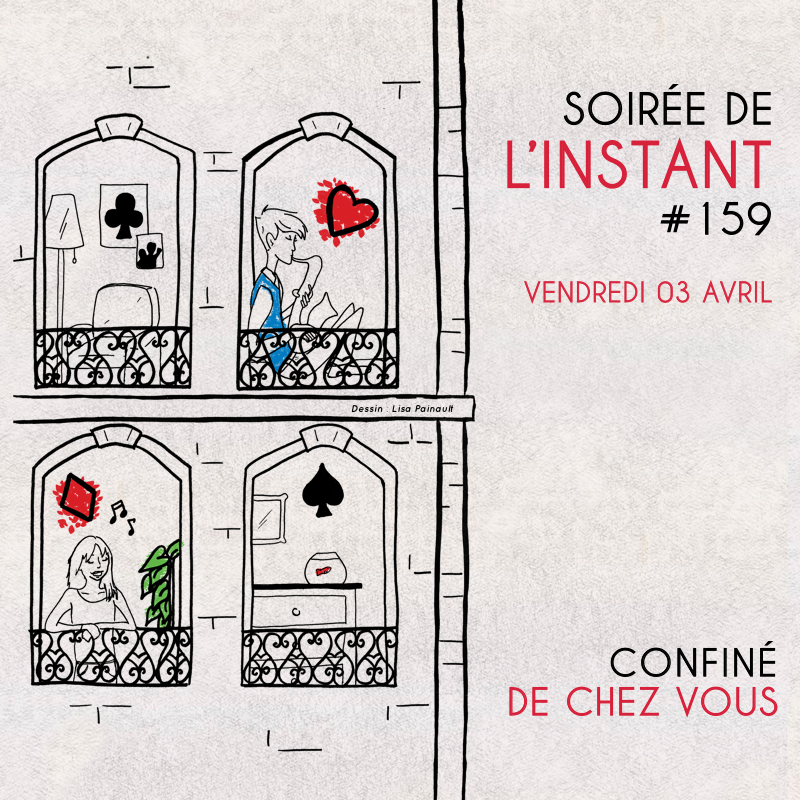 SOIRÉE DE
L'INSTANT
#159
VENDREDI 03 AVRIL
Dessin : Lisa Painault
CONFINÉ
DE CHEZ VOUS